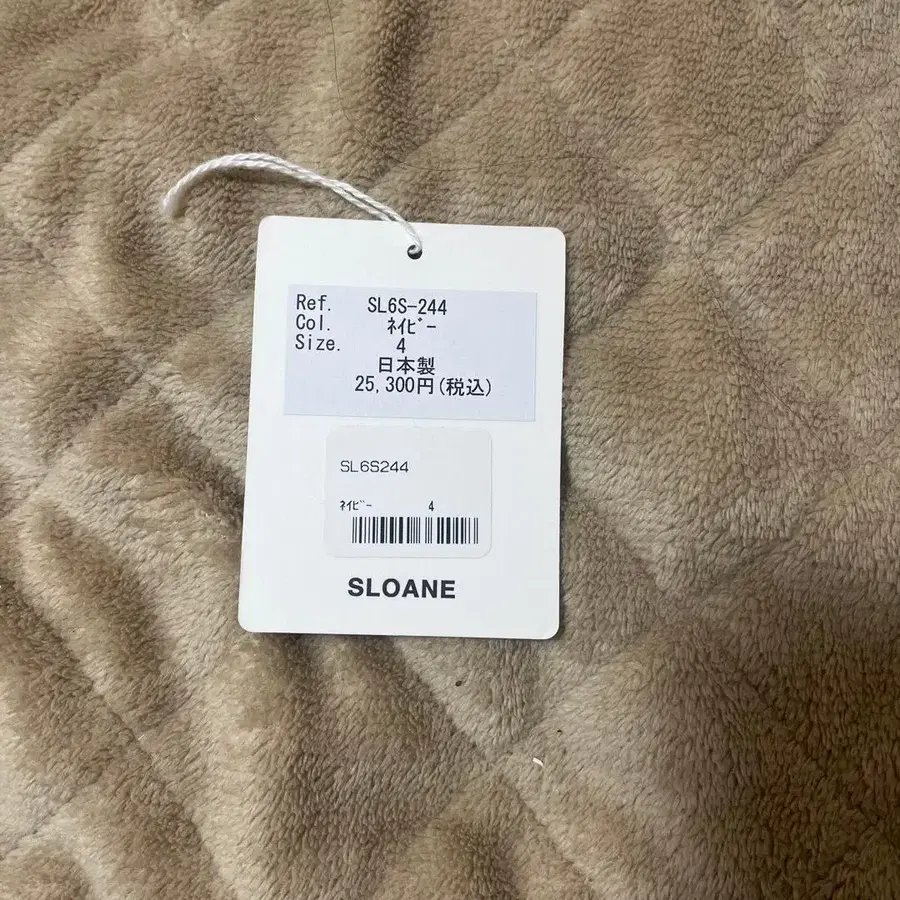 Ref. SL6S-244
Col. ﾈｲﾋﾞｰ
Size. 4
日本製
25,300円(税込)
SL6S244
ﾈｲﾋﾞｰ 4
SLOANE